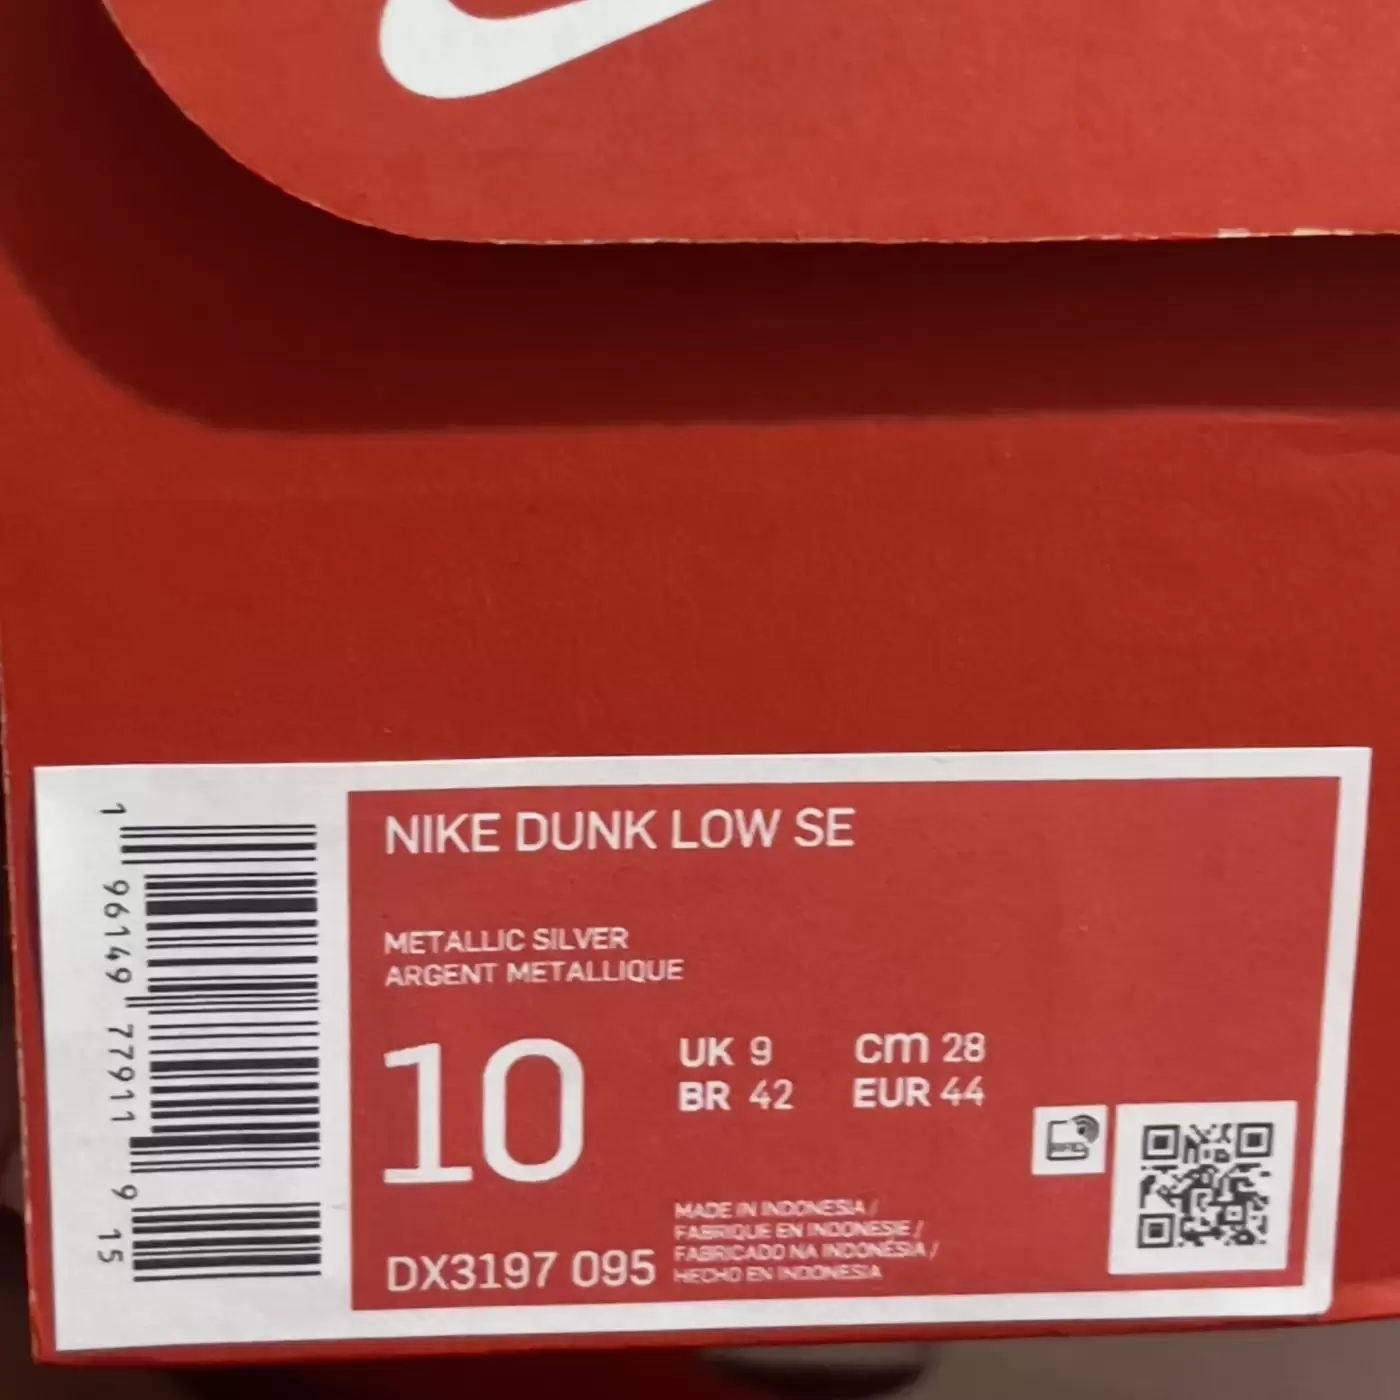 1 96149 77911 9 15
NIKE DUNK LOW SE
METALLIC SILVER
ARGENT METALLIQUE
10
UK 9
BR 42
cm 28
EUR 44
DX3197 095
MADE IN INDONESIA /
FABRIQUE EN INDONESIE /
FABRICADO NA INDONÉSIA /
HECHO EN INDONESIA
RFID